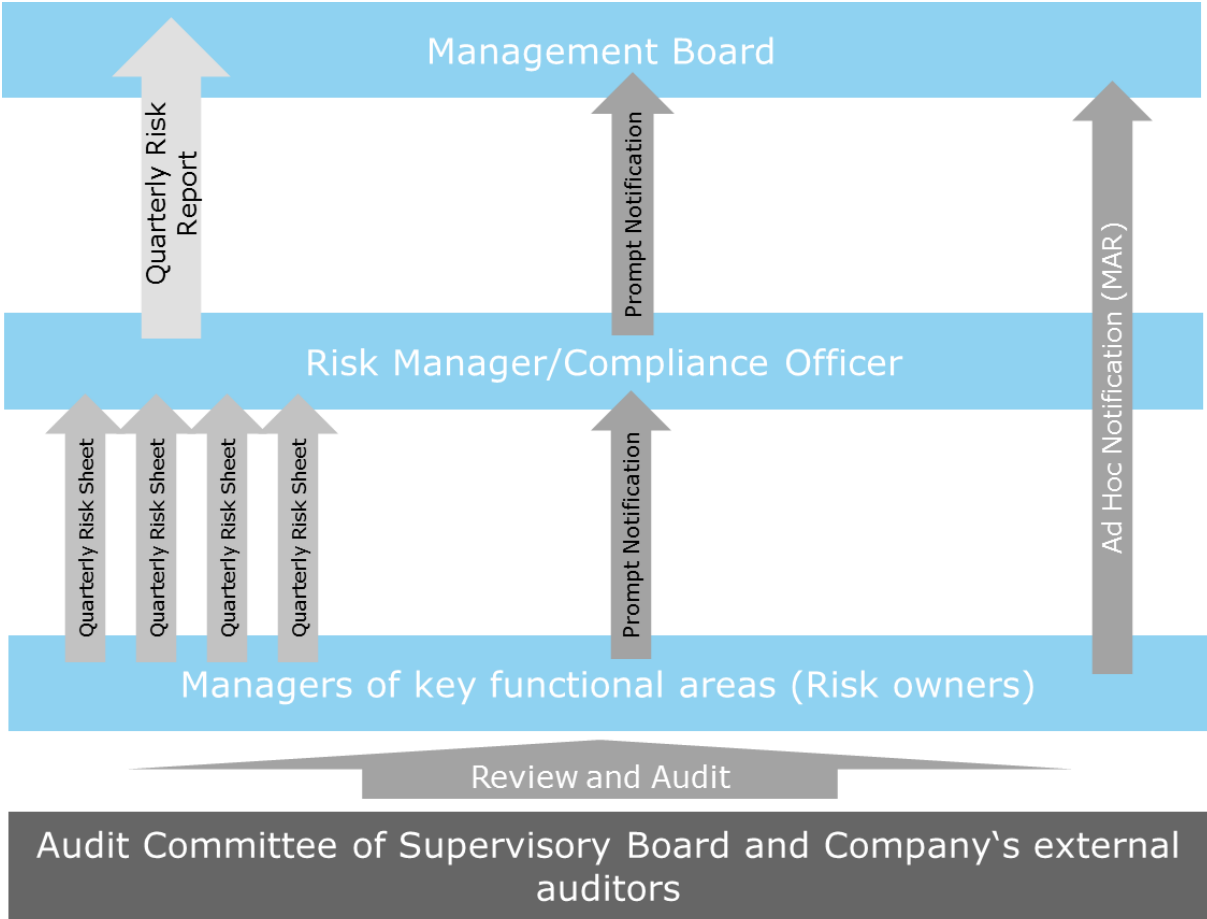 Management Board
Quarterly Risk
Report
Prompt Notification
Ad Hoc Notification (MAR)
Risk Manager/Compliance Officer
Quarterly Risk Sheet
Quarterly Risk Sheet
Quarterly Risk Sheet
Quarterly Risk Sheet
Prompt Notification
Managers of key functional areas (Risk owners)
Review and Audit
Audit Committee of Supervisory Board and Company‘s external
auditors